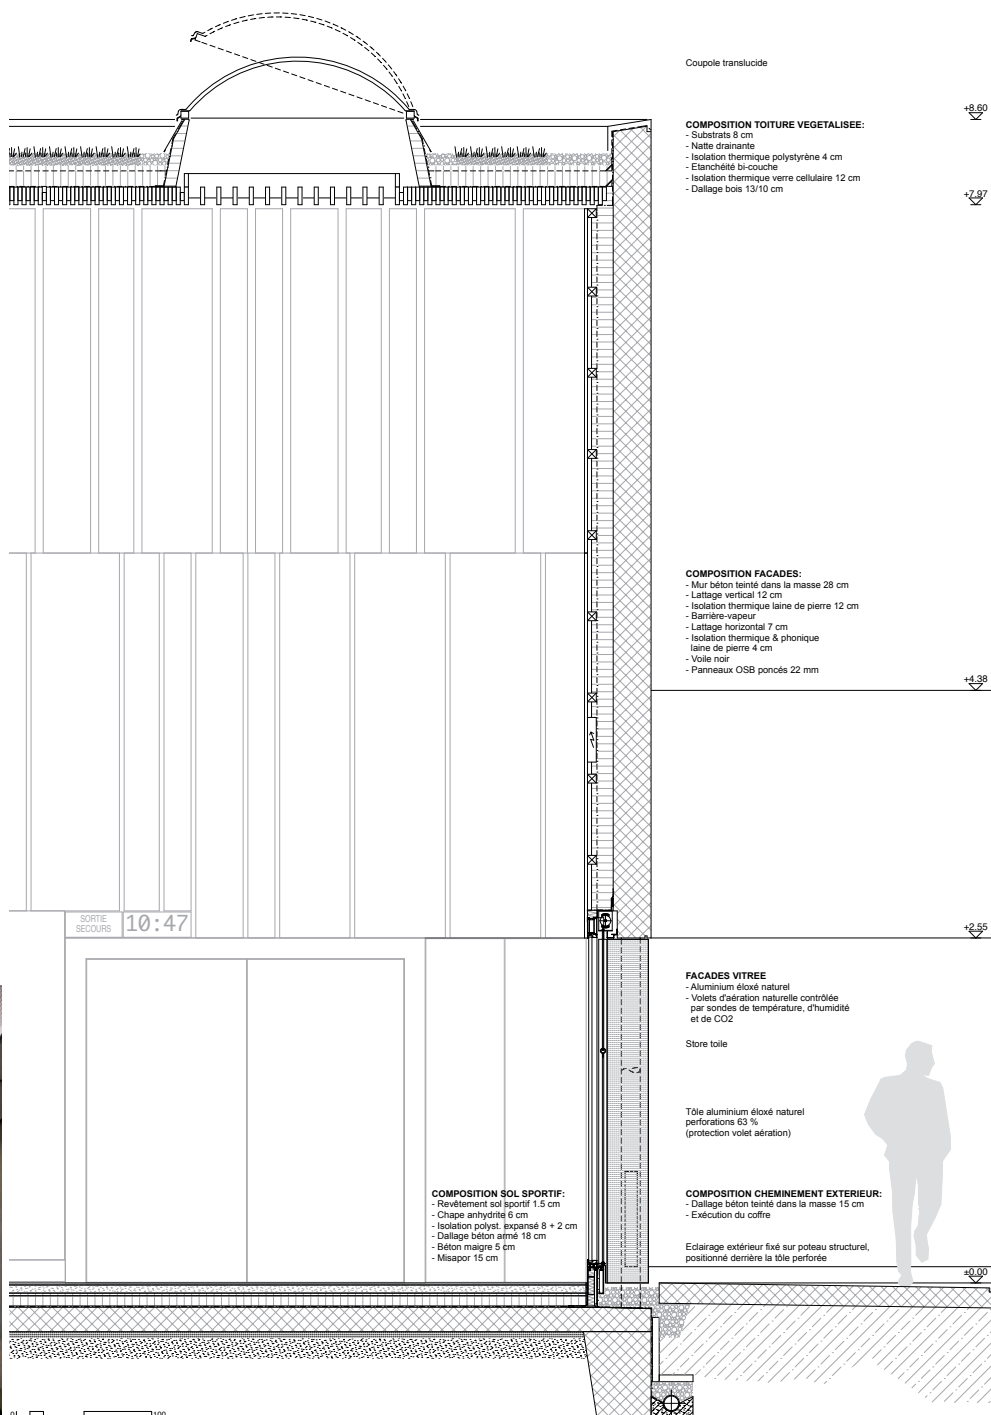 Coupole translucide
+8.60
COMPOSITION TOITURE VEGETALISEE:
- Substrats 8 cm
- Natte drainante
- Isolation thermique polystyrène 4 cm
- Etanchéité bi-couche
- Isolation thermique verre cellulaire 12 cm
- Dallage bois 13/10 cm
+7.97
COMPOSITION FACADES:
- Mur béton teinté dans la masse 28 cm
- Lattage vertical 12 cm
- Isolation thermique laine de pierre 12 cm
- Barrière-vapeur
- Lattage horizontal 7 cm
- Isolation thermique & phonique
laine de pierre 4 cm
- Voile noir
- Panneaux OSB poncés 22 mm
+4.38
SORTIE
SECOURS
10:47
+2.55
FACADES VITREE
- Aluminium éloxé naturel
- Volets d'aération naturelle contrôlée
par sondes de température, d'humidité
et de CO2
Store toile
Tôle aluminium éloxé naturel
perforations 63 %
(protection volet aération)
COMPOSITION SOL SPORTIF:
- Revêtement sol sportif 1.5 cm
- Chape anhydrite 6 cm
- Isolation polyst. expansé 8 + 2 cm
- Dallage béton armé 18 cm
- Béton maigre 5 cm
- Misapor 15 cm
COMPOSITION CHEMINEMENT EXTERIEUR:
- Dallage béton teinté dans la masse 15 cm
- Exécution du coffre
Eclairage extérieur fixé sur poteau structurel,
positionné derrière la tôle perforée
±0.00
0
100